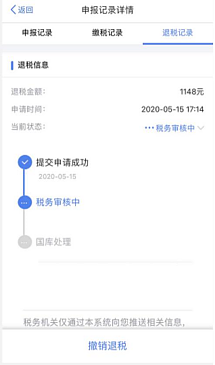 返回
申报记录详情
申报记录 缴税记录 退税记录
退税信息
退税金额： 1148元
申请时间： 2020-05-15 17:14
当前状态： 税务审核中
提交申请成功
2020-05-15
税务审核中
国库处理
税务机关仅通过本系统向您推送相关信息，
撤销退税